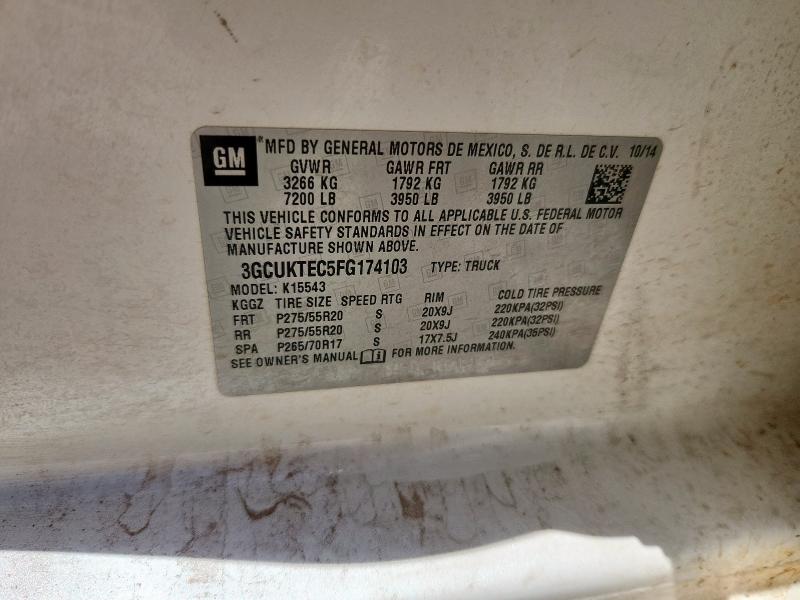 GM *MFD BY GENERAL MOTORS DE MEXICO, S. DE R.L. DE C.V. 10/14
GVWR GAWR FRT GAWR RR
3266 KG 1792 KG 1792 KG
7200 LB 3950 LB 3950 LB
THIS VEHICLE CONFORMS TO ALL APPLICABLE U.S. FEDERAL MOTOR
VEHICLE SAFETY STANDARDS IN EFFECT ON THE DATE OF
MANUFACTURE SHOWN ABOVE.
3GCUKTEC5FG174103 TYPE: TRUCK
MODEL: K15543
KGGZ TIRE SIZE SPEED RTG RIM COLD TIRE PRESSURE
FRT P275/55R20 S 20X9J 220KPA(32PSI)
RR P275/55R20 S 20X9J 220KPA(32PSI)
SPA P265/70R17 S 17X7.5J 240KPA(35PSI)
SEE OWNER'S MANUAL FOR MORE INFORMATION.